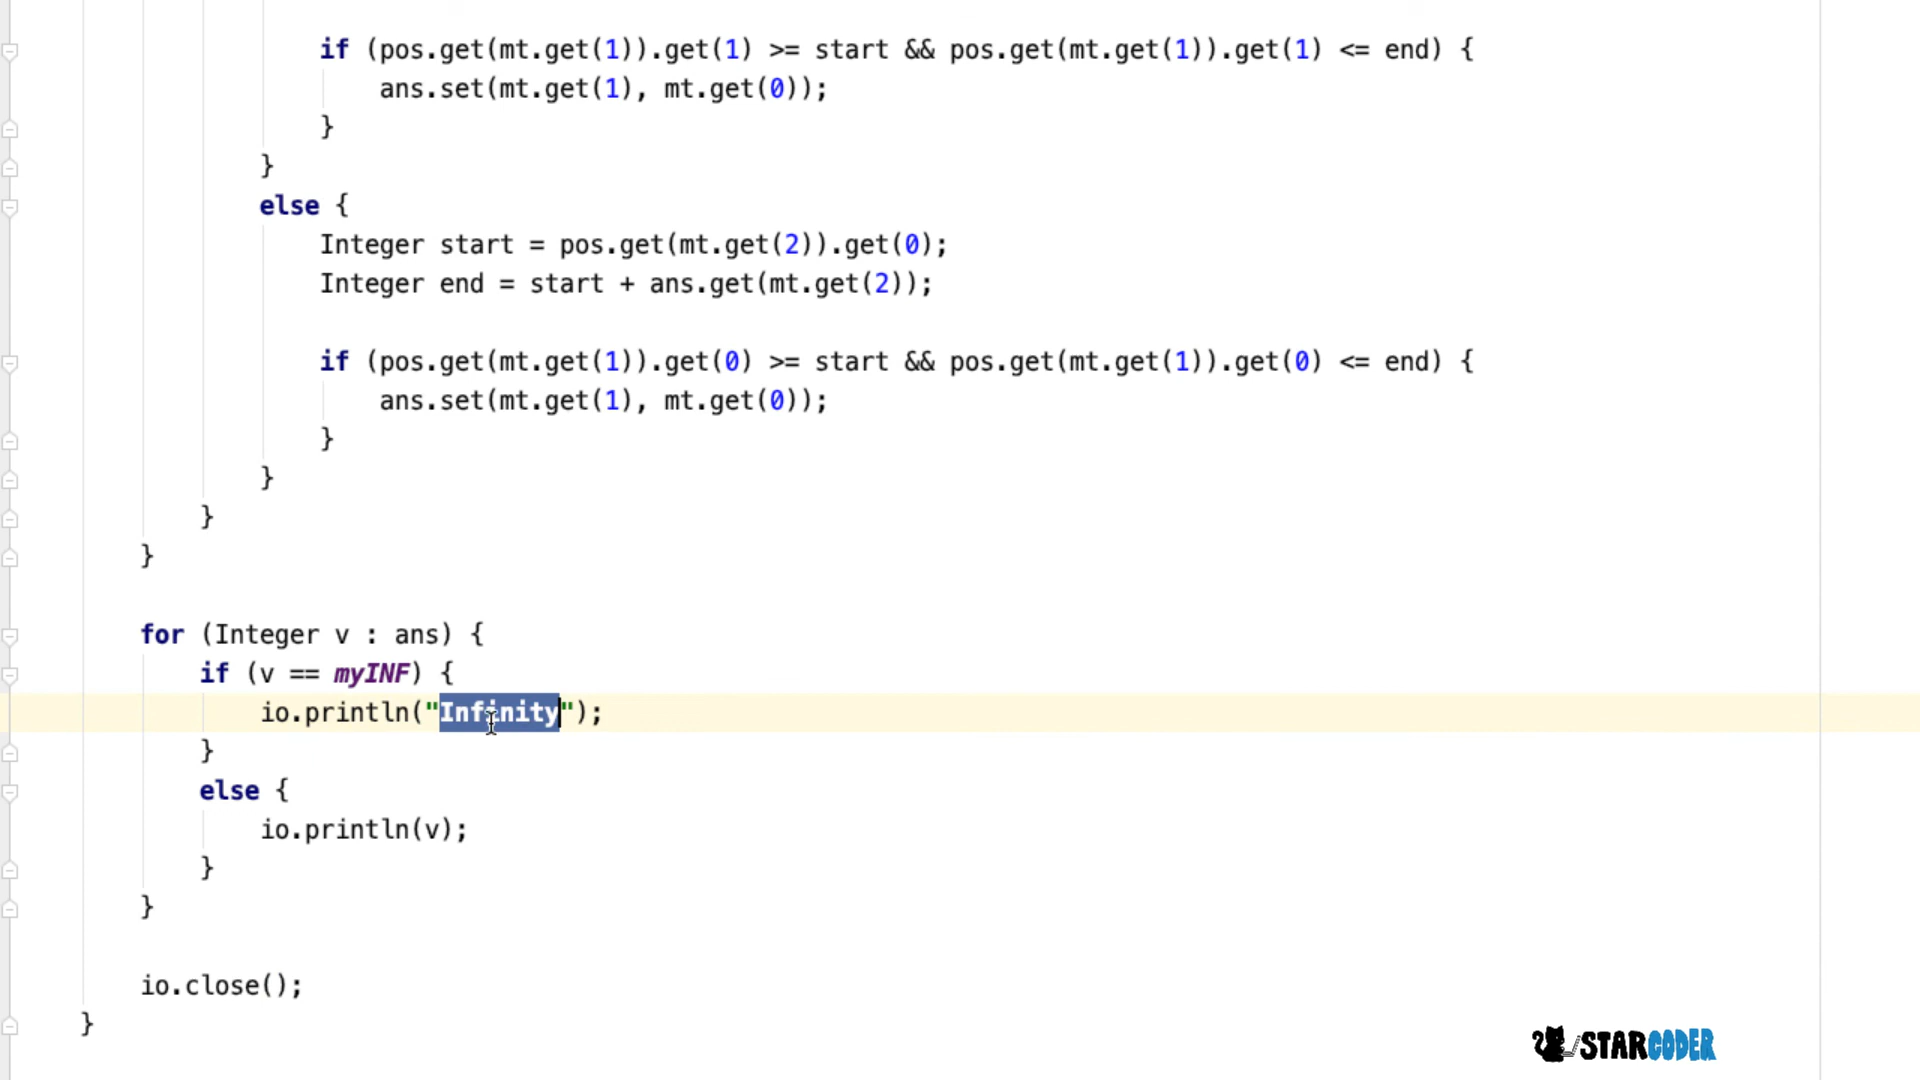 if (pos.get(mt.get(1)).get(1) >= start && pos.get(mt.get(1)).get(1) <= end) {
ans.set(mt.get(1), mt.get(0));
}
}
else {
Integer start = pos.get(mt.get(2)).get(0);
Integer end = start + ans.get(mt.get(2));
if (pos.get(mt.get(1)).get(0) >= start && pos.get(mt.get(1)).get(0) <= end) {
ans.set(mt.get(1), mt.get(0));
}
}
}
}
for (Integer v : ans) {
if (v == myINF) {
io.println("Infinity");
}
else {
io.println(v);
}
}
io.close();
}
STARCODER